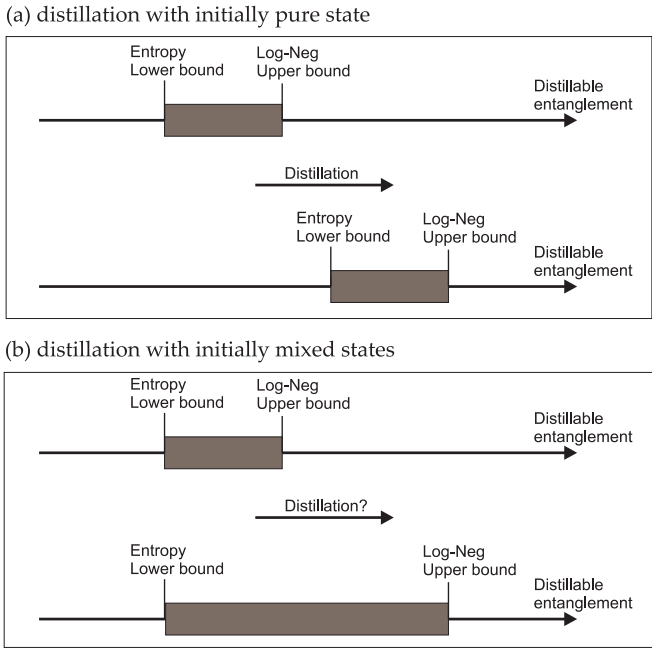 (a) distillation with initially pure state
Entropy
Lower bound
Log-Neg
Upper bound
Distillable
entanglement
Distillation
Entropy
Lower bound
Log-Neg
Upper bound
Distillable
entanglement
(b) distillation with initially mixed states
Entropy
Lower bound
Log-Neg
Upper bound
Distillable
entanglement
Distillation?
Entropy
Lower bound
Log-Neg
Upper bound
Distillable
entanglement